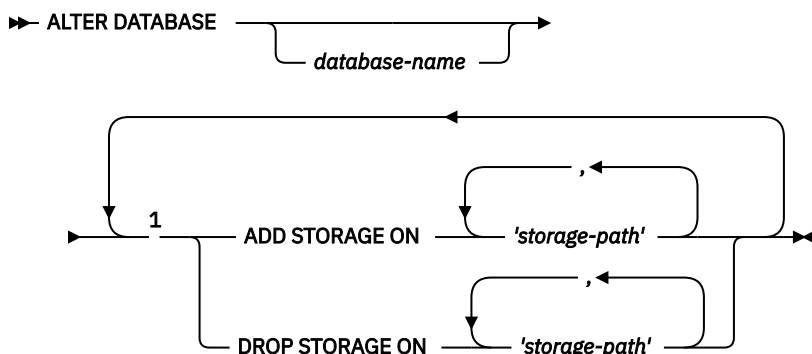 ALTER DATABASE
database-name
,
1
ADD STORAGE ON 'storage-path'
,
DROP STORAGE ON 'storage-path'